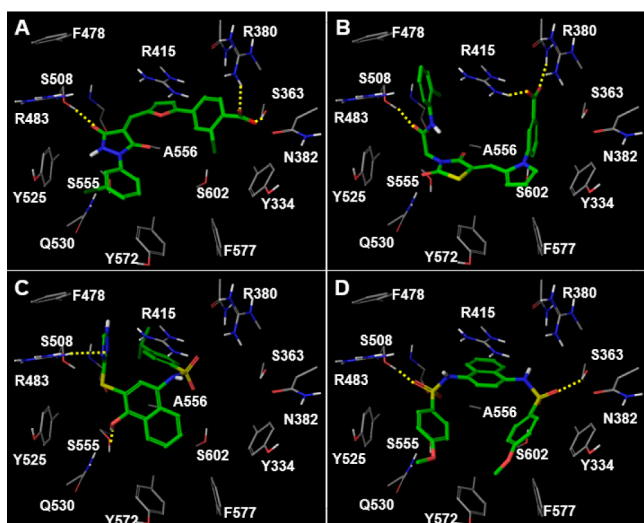 A
F478
R415
R380
S508
S363
R483
N382
A556
Y525
S555
S602
Y334
Q530
Y572
F577
B
F478
R415
R380
S508
S363
R483
N382
A556
Y525
S555
S602
Y334
Q530
Y572
F577
C
F478
R415
R380
S508
S363
R483
A556
N382
Y525
S555
S602
Y334
Q530
Y572
F577
D
F478
R415
R380
S508
S363
R483
A556
N382
Y525
S555
S602
Y334
Q530
Y572
F577